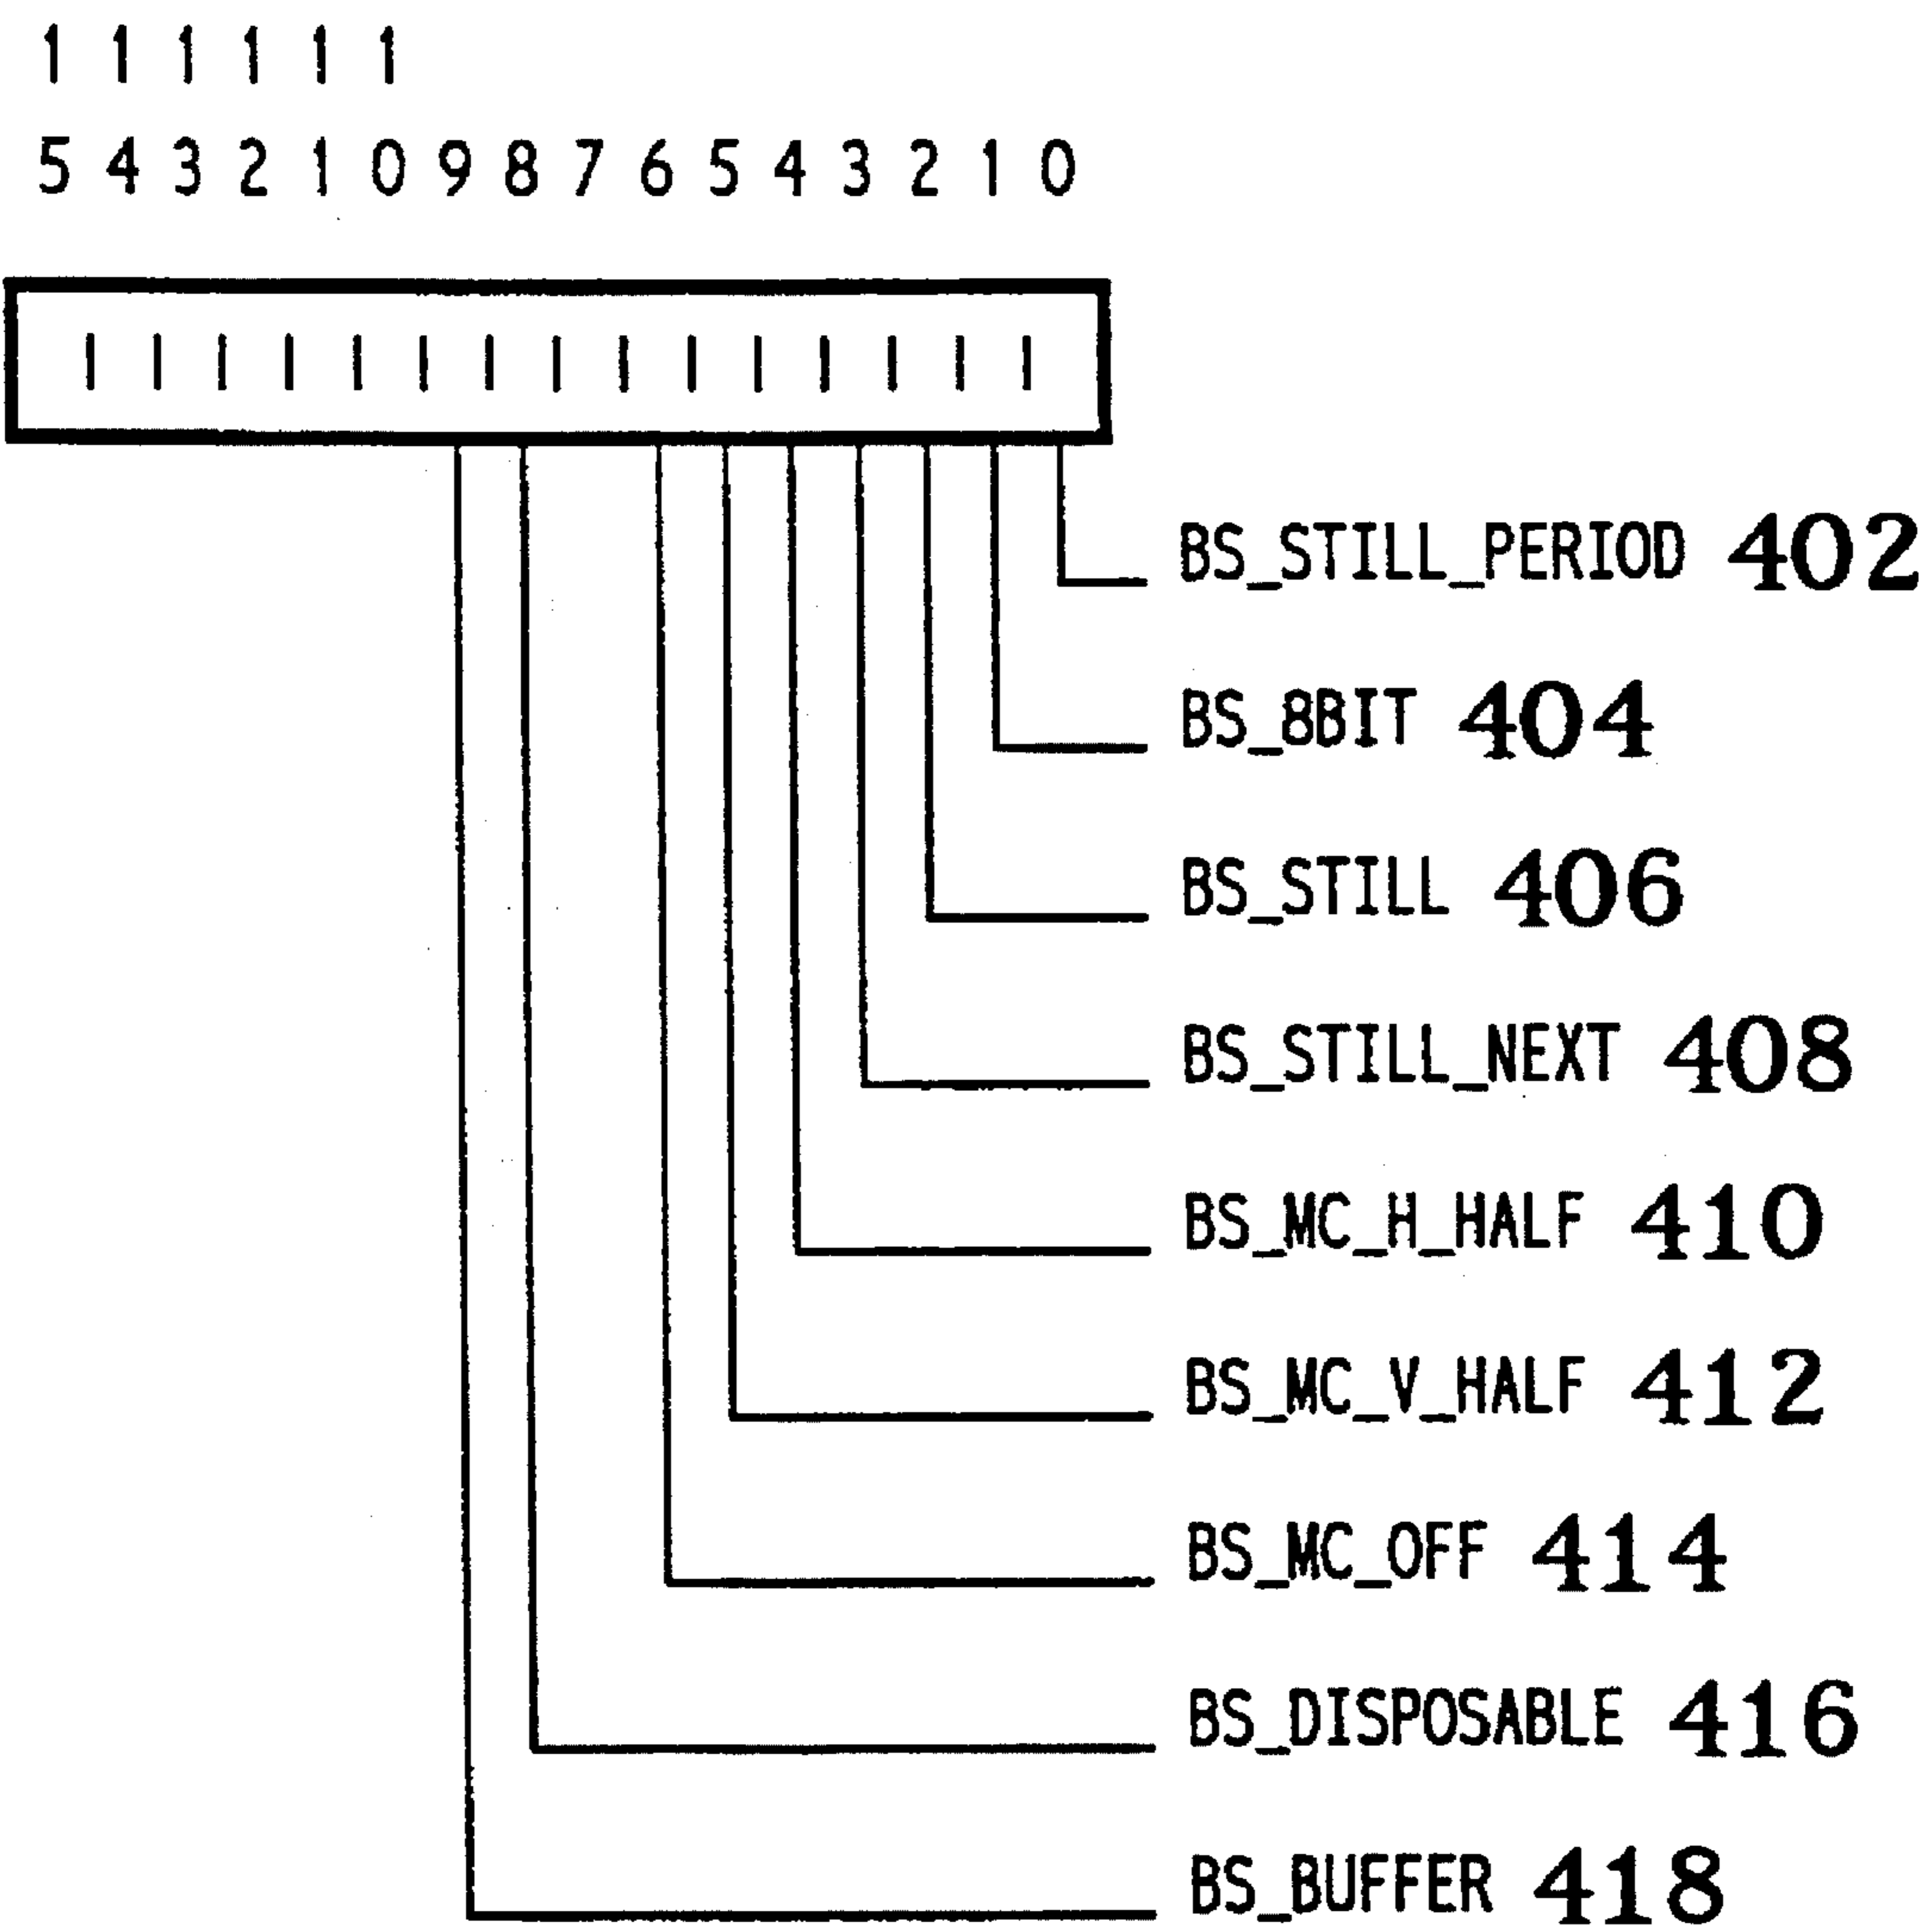 1 1 1 1 1 1
5 4 3 2 1 0 9 8 7 6 5 4 3 2 1 0
BS_STILL_PERIOD 402
BS_8BIT 404
BS_STILL 406
BS_STILL_NEXT 408
BS_MC_H_HALF 410
BS_MC_V_HALF 412
BS_MC_OFF 414
BS_DISPOSABLE 416
BS_BUFFER 418